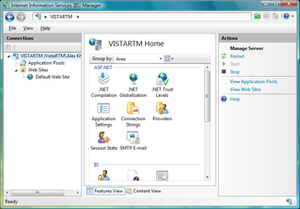 Internet Information Services (IIS) Manager
VISTARTM
File View Help
Connections
VISTARTM (VistaRTM\Alex Kh
Application Pools
Web Sites
Default Web Site
VISTARTM Home
Group by: Area
ASP.NET
.NET Compilation
.NET Globalization
.NET Trust Levels
Application Settings
Connection Strings
Providers
Session State
SMTP E-mail
IIS
Features View
Content View
Actions
Manage Server
Restart
Start
Stop
View Application Pools
View Web Sites
Help
Ready